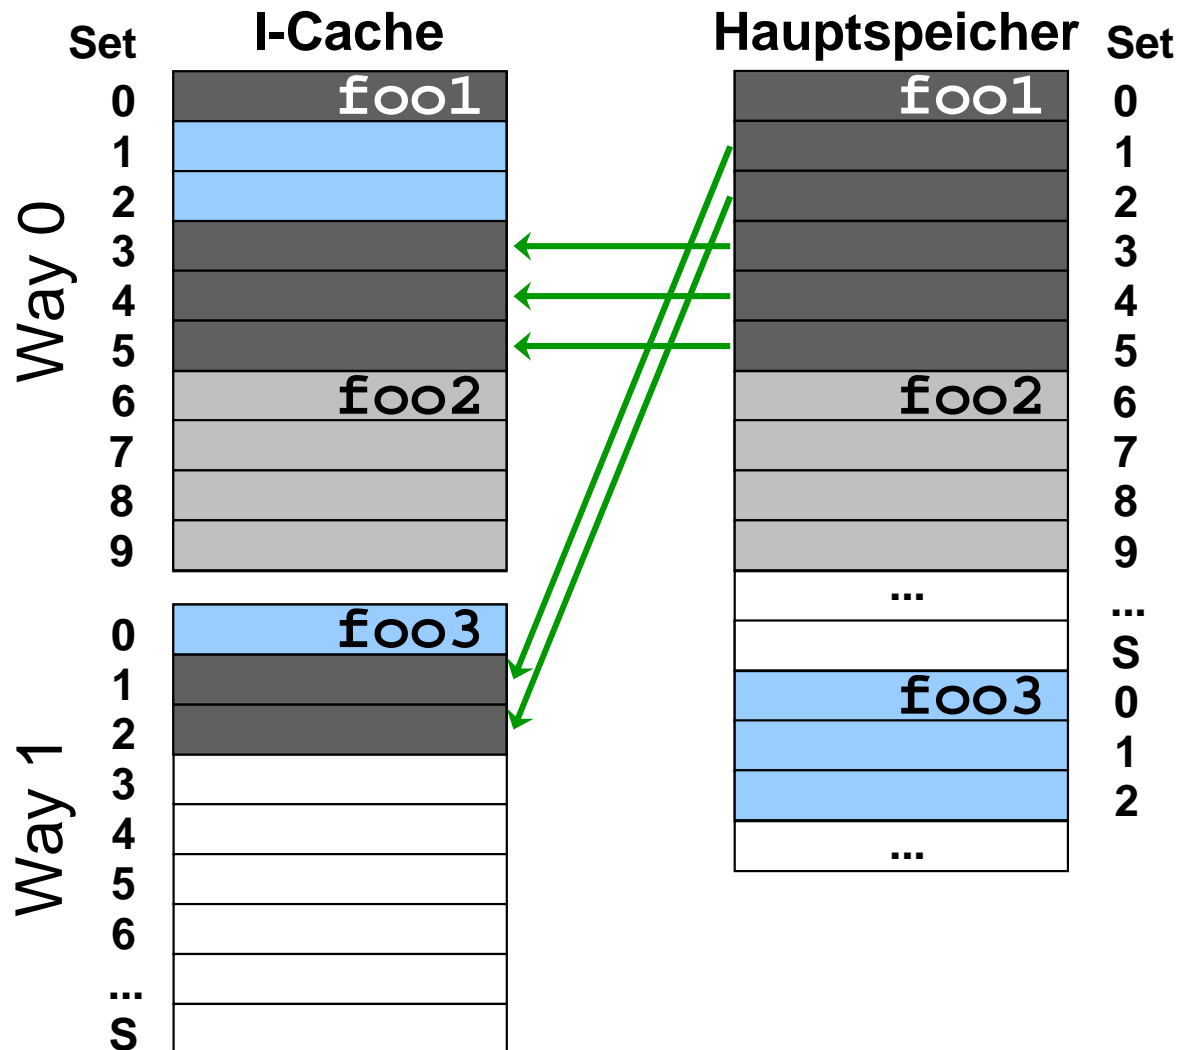 Set I-Cache Hauptspeicher Set
0 foo1 foo1 0
1 1
2 2
3 3
4 4
5 5
6 foo2 foo2 6
7 7
8 8
9 9
Way 0
... ...
0 foo3
S
1 foo3 0
2 1
3 2
4 ...
5
6
...
S
Way 1